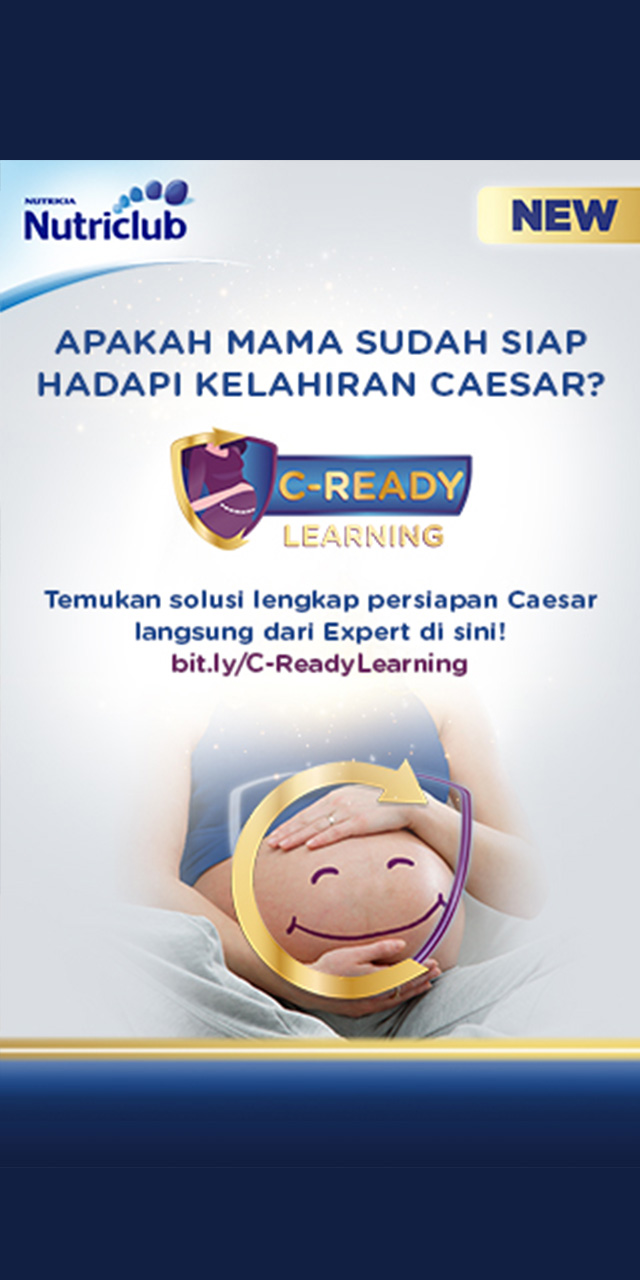 NUTRICIA
Nutriclub
NEW
APAKAH MAMA SUDAH SIAP
HADAPI KELAHIRAN CAESAR?
C-READY
LEARNING
Temukan solusi lengkap persiapan Caesar
langsung dari Expert di sini!
bit.ly/C-ReadyLearning